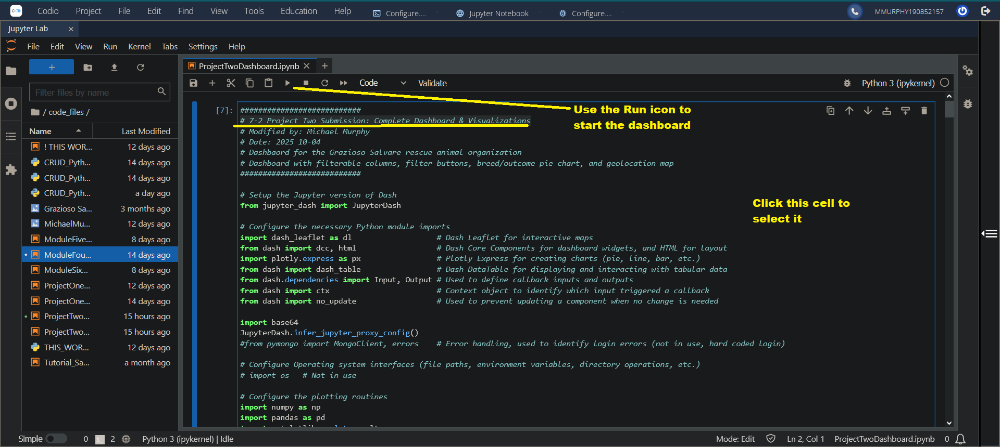 Codio Project File Edit Find View Tools Education Help Configure.... Jupyter Notebook Configure.... MMURPHY190852157
Jupyter Lab
File Edit View Run Kernel Tabs Settings Help
ProjectTwoDashboard.ipynb
Code Validate Python 3 (ipykernel)
Filter files by name
/ code_files /
Name Last Modified
! THIS WOR... 12 days ago
CRUD_Pyth... 14 days ago
CRUD_Pyth... 14 days ago
CRUD_Pyth... a day ago
Grazioso Sa... 3 months ago
MichaelMu... 12 days ago
ModuleFive... 8 days ago
ModuleFou... 14 days ago
ModuleSix... 8 days ago
ProjectOne... 12 days ago
ProjectOne... 14 days ago
ProjectTwo... 15 hours ago
ProjectTwo... 15 hours ago
THIS_WOR... 12 days ago
Tutorial_Sa... a month ago
[7]:
###########################
# 7-2 Project Two Submission: Complete Dashboard & Visualizations
# Modified by: Michael Murphy
# Date: 2025 10-04
# Dashbaord for the Grazioso Salvare rescue animal organization
# Dashboard with filterable columns, filter buttons, breed/outcome pie chart, and geolocation map
###########################
# Setup the Jupyter version of Dash
from jupyter_dash import JupyterDash
# Configure the necessary Python module imports
import dash_leaflet as dl # Dash Leaflet for interactive maps
from dash import dcc, html # Dash Core Components for dashboard widgets, and HTML for layout
import plotly.express as px # Plotly Express for creating charts (pie, line, bar, etc.)
from dash import dash_table # Dash DataTable for displaying and interacting with tabular data
from dash.dependencies import Input, Output # Used to define callback inputs and outputs
from dash import ctx # Context object to identify which input triggered a callback
from dash import no_update # Used to prevent updating a component when no change is needed
import base64
JupyterDash.infer_jupyter_proxy_config()
#from pymongo import MongoClient, errors # Error handling, used to identify login errors (not in use, hard coded login)
# Configure Operating system interfaces (file paths, environment variables, directory operations, etc.)
# import os # Not in use
# Configure the plotting routines
import numpy as np
import pandas as pd
Use the Run icon to
start the dashboard
Click this cell to
select it
Simple 0 2 Python 3 (ipykernel) | Idle Mode: Edit Ln 2, Col 1 ProjectTwoDashboard.ipynb 0